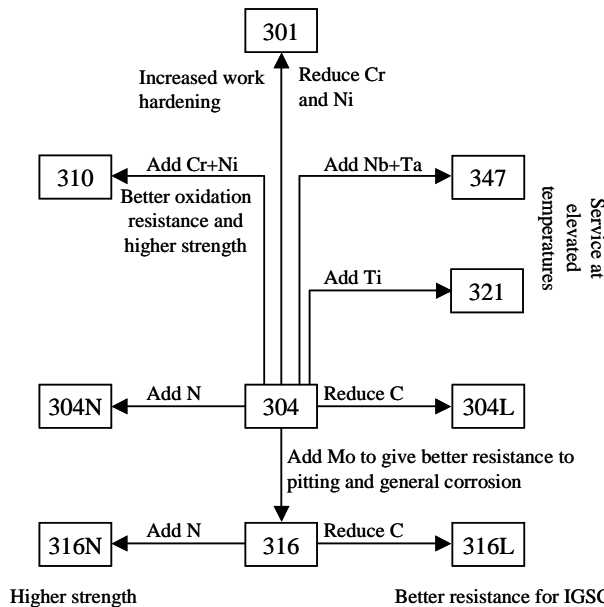 301
Increased work
hardening
Reduce Cr
and Ni
310
Add Cr+Ni
Better oxidation
resistance and
higher strength
Add Nb+Ta
347
Service at
elevated
temperatures
Add Ti
321
304N
Add N
304
Reduce C
304L
Add Mo to give better resistance to
pitting and general corrosion
316N
Add N
316
Reduce C
316L
Higher strength
Better resistance for IGSC